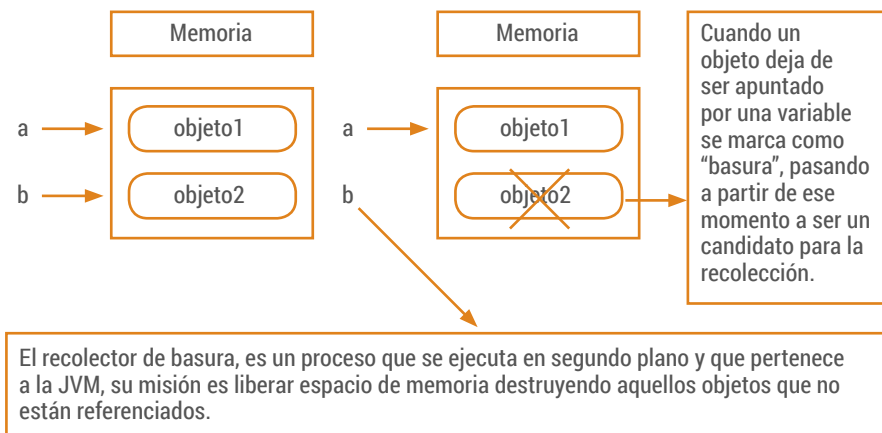 Memoria
a
objeto1
b
objeto2
Memoria
a
objeto1
b
objeto2
Cuando un
objeto deja de
ser apuntado
por una variable
se marca como
“basura”, pasando
a partir de ese
momento a ser un
candidato para la
recolección.
El recolector de basura, es un proceso que se ejecuta en segundo plano y que pertenece
a la JVM, su misión es liberar espacio de memoria destruyendo aquellos objetos que no
están referenciados.